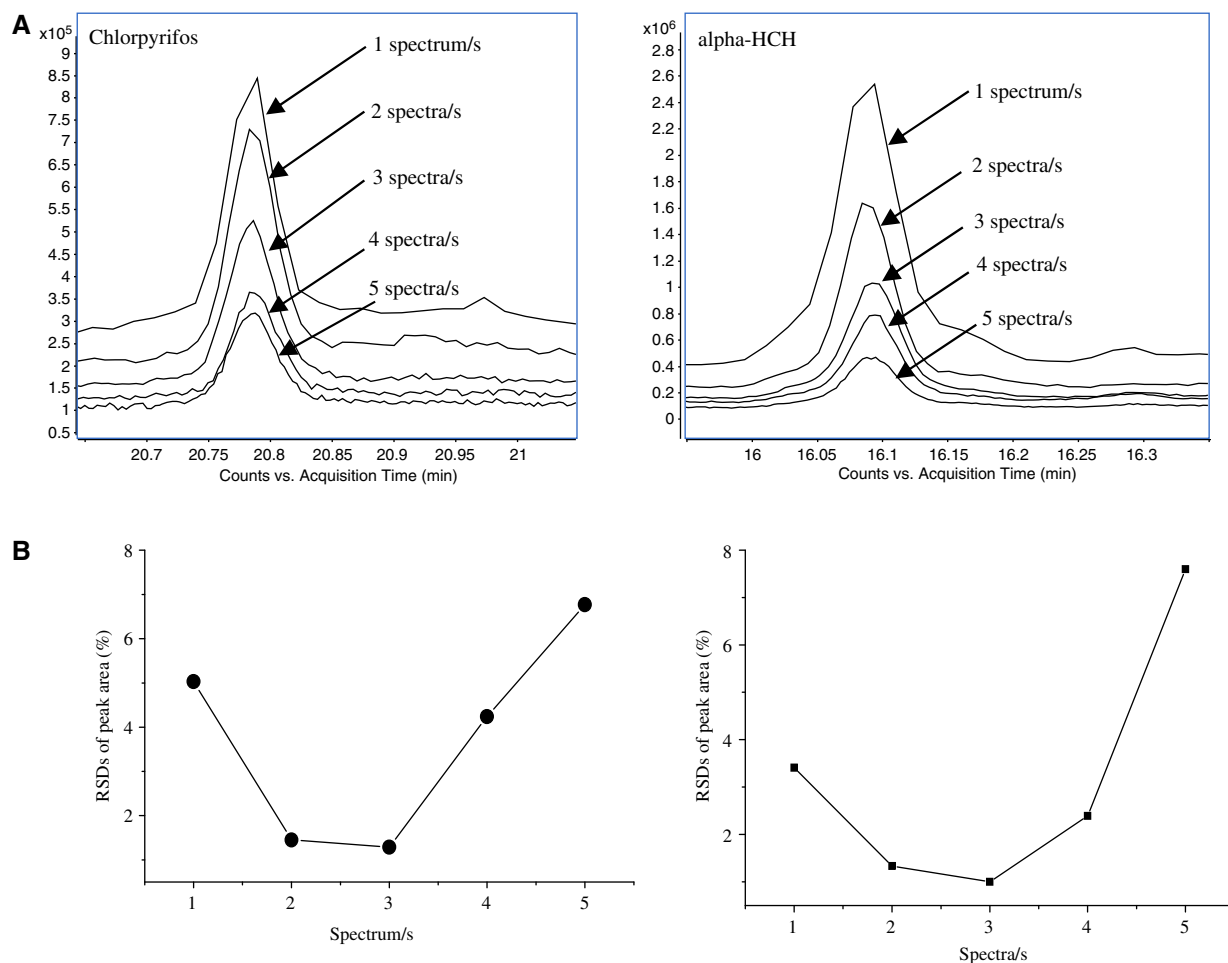 A
x10⁵
Chlorpyrifos
1 spectrum/s
2 spectra/s
3 spectra/s
4 spectra/s
5 spectra/s
9
8.5
8
7.5
7
6.5
6
5.5
5
4.5
4
3.5
3
2.5
2
1.5
1
0.5
20.7 20.75 20.8 20.85 20.9 20.95 21
Counts vs. Acquisition Time (min)
x10⁶
alpha-HCH
1 spectrum/s
2 spectra/s
3 spectra/s
4 spectra/s
5 spectra/s
2.8
2.6
2.4
2.2
2
1.8
1.6
1.4
1.2
1
0.8
0.6
0.4
0.2
0
16 16.05 16.1 16.15 16.2 16.25 16.3
Counts vs. Acquisition Time (min)
B
RSDs of peak area (%)
8
6
4
2
1 2 3 4 5
Spectrum/s
RSDs of peak area (%)
8
6
4
2
1 2 3 4 5
Spectra/s